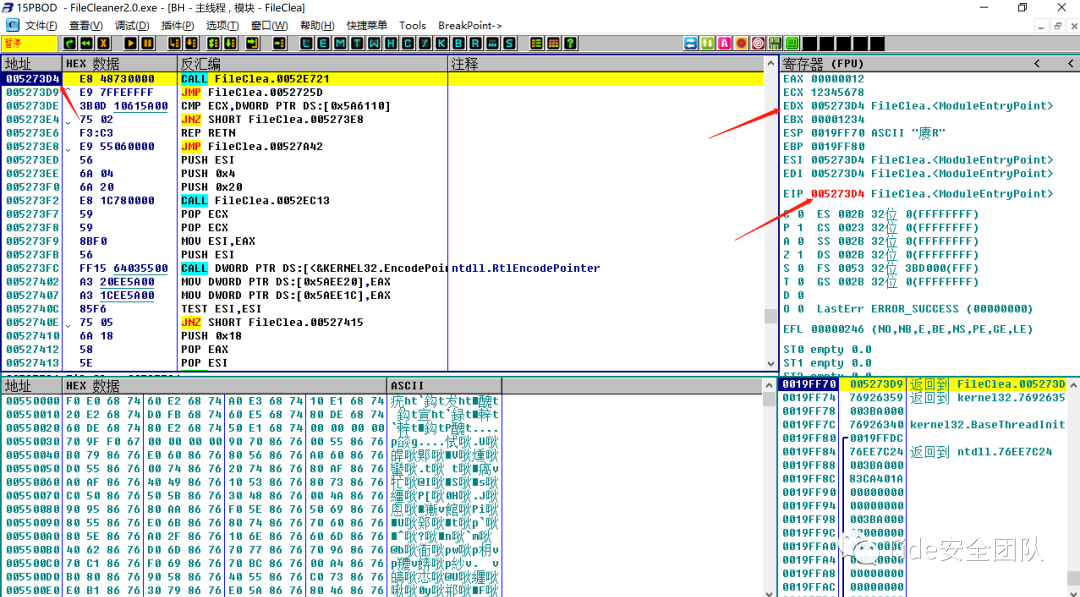 15PBOD - FileCleaner2.0.exe - [BH - 主线程 , 模块 - FileClea]
文件(F) 查看(V) 调试(D) 插件(P) 选项(T) 窗口(W) 帮助(H) 快捷菜单 Tools BreakPoint->
暂停 L E M T W H C / K B R ... S
地址 HEX 数据 反汇编 注释
005273D4 E8 48730000 CALL FileClea.0052E721
005273D9 E9 7FFEFFFF JMP FileClea.0052725D
005273DE 3B0D 10615A00 CMP ECX,DWORD PTR DS:[0x5A6110]
005273E4 75 02 JNZ SHORT FileClea.005273E8
005273E6 F3:C3 REP RETN
005273E8 E9 55060000 JMP FileClea.00527A42
005273ED 56 PUSH ESI
005273EE 6A 04 PUSH 0x4
005273F0 6A 20 PUSH 0x20
005273F2 E8 1C780000 CALL FileClea.0052EC13
005273F7 59 POP ECX
005273F8 59 POP ECX
005273F9 8BF0 MOV ESI,EAX
005273FB 56 PUSH ESI
005273FC FF15 64035500 CALL DWORD PTR DS:[<&KERNEL32.EncodePoin ntdll.RtlEncodePointer
00527402 A3 20EE5A00 MOV DWORD PTR DS:[0x5AEE20],EAX
00527407 A3 1CEE5A00 MOV DWORD PTR DS:[0x5AEE1C],EAX
0052740C 85F6 TEST ESI,ESI
0052740E 75 05 JNZ SHORT FileClea.00527415
00527410 6A 18 PUSH 0x18
00527412 58 POP EAX
00527413 5E POP ESI
寄存器 (FPU) < <
EAX 00000012
ECX 12345678
EDX 005273D4 FileClea.<ModuleEntryPoint>
EBX 00001234
ESP 0019FF70 ASCII
EBP 0019FF80
ESI 005273D4 FileClea.<ModuleEntryPoint>
EDI 005273D4 FileClea.<ModuleEntryPoint>
EIP 005273D4 FileClea.<ModuleEntryPoint>
C 0 ES 002B 32位 0(FFFFFFFF)
P 1 CS 0023 32位 0(FFFFFFFF)
A 0 SS 002B 32位 0(FFFFFFFF)
Z 1 DS 002B 32位 0(FFFFFFFF)
S 0 FS 0053 32位 3BD000(FFF)
T 0 GS 002B 32位 0(FFFFFFFF)
D 0
O 0 LastErr ERROR_SUCCESS (00000000)
EFL 00000246 (NO,NB,E,BE,NS,PE,GE,LE)
ST0 empty 0.0
ST1 empty 0.0
地址 HEX 数据 ASCII
00550000 F0 E0 68 74 60 E2 68 74 A0 E3 68 74 10 E1 68 74
00550010 20 E2 68 74 D0 FB 68 74 60 E5 68 74 80 DE 68 74
00550020 60 DE 68 74 80 E2 68 74 50 E1 68 74 00 00 00 00
00550030 70 9F F0 67 00 00 00 00 90 70 86 76 00 55 86 76
00550040 B0 79 86 76 E0 60 86 76 80 56 86 76 A0 60 86 76
00550050 D0 55 86 76 00 74 86 76 20 74 86 76 80 AF 86 76
00550060 A0 AF 86 76 40 49 86 76 10 53 86 76 80 73 86 76
00550070 C0 50 86 76 50 5B 86 76 30 48 86 76 00 4A 86 76
00550080 90 95 86 76 80 AA 86 76 F0 5E 86 76 50 69 86 76
00550090 80 55 86 76 E0 6B 86 76 80 74 86 76 70 60 86 76
005500A0 80 5E 86 76 A0 2F 86 76 10 6E 86 76 60 6D 86 76
005500B0 40 62 86 76 D0 6D 86 76 70 77 86 76 70 96 86 76
005500C0 70 C1 86 76 F0 69 86 76 70 BC 86 76 00 A4 86 76
005500D0 B0 80 86 76 90 58 86 76 40 55 86 76 C0 73 86 76
005500E0 E0 B1 86 76 30 79 86 76 E0 5A 86 76 80 46 86 76
0019FF70 005273D9 返回到 FileClea.005273D
0019FF74 76926359 返回到 kernel32.7692635
0019FF78 003BA000
0019FF7C 76926340 kernel32.BaseThreadInit
0019FF80 0019FFDC
0019FF84 76EE7C24 返回到 ntdll.76EE7C24
0019FF88 003BA000
0019FF8C 83CA401A
0019FF90 00000000
0019FF94 00000000
0019FF98 003BA000
0019FF9C 00000000
0019FFA0 00000000
0019FFA4 00000000
0019FFA8 00000000
0019FFAC 00000000
安全团队